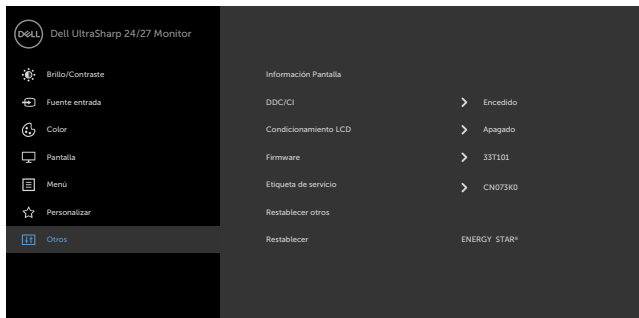 DELL
Dell UltraSharp 24/27 Monitor
Brillo/Contraste
Fuente entrada
Color
Pantalla
Menú
Personalizar
Otros
Información Pantalla
DDC/CI Encedido
Condicionamiento LCD Apagado
Firmware 33T101
Etiqueta de servicio CN073K0
Restablecer otros
Restablecer ENERGY STAR®